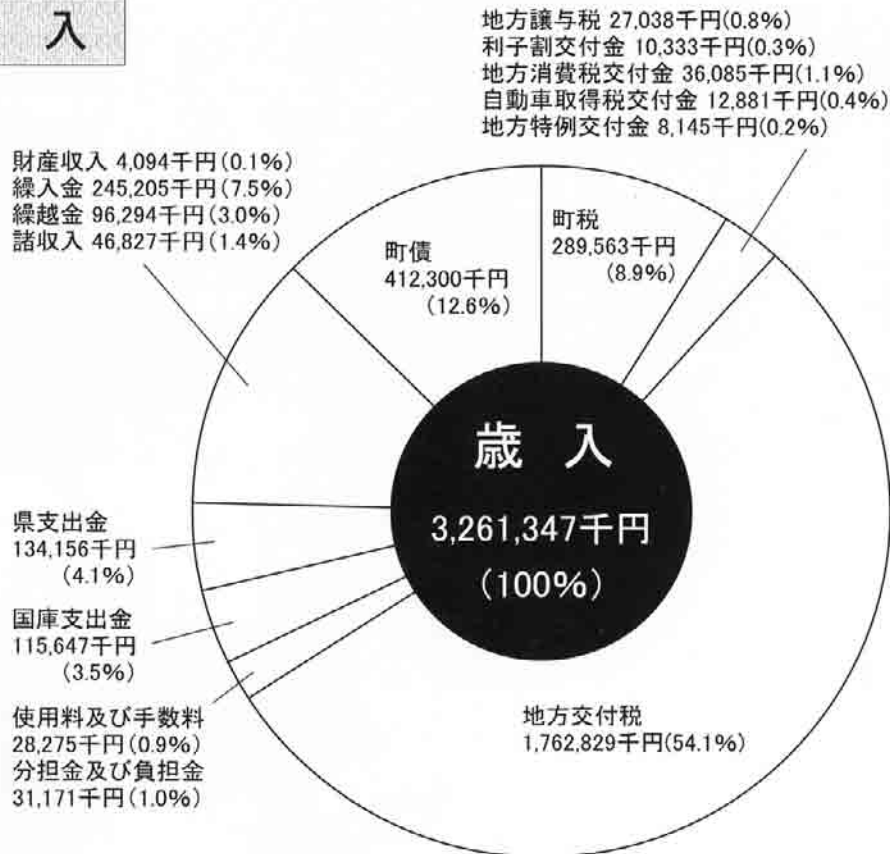 入
地方譲与税 27,038千円(0.8%)
利子割交付金 10,333千円(0.3%)
地方消費税交付金 36,085千円(1.1%)
自動車取得税交付金 12,881千円(0.4%)
地方特例交付金 8,145千円(0.2%)
財産収入 4,094千円(0.1%)
繰入金 245,205千円(7.5%)
繰越金 96,294千円(3.0%)
諸収入 46,827千円(1.4%)
町債
412,300千円
(12.6%)
町税
289,563千円
(8.9%)
歳 入
3,261,347千円
(100%)
県支出金
134,156千円
(4.1%)
国庫支出金
115,647千円
(3.5%)
使用料及び手数料
28,275千円(0.9%)
分担金及び負担金
31,171千円(1.0%)
地方交付税
1,762,829千円(54.1%)